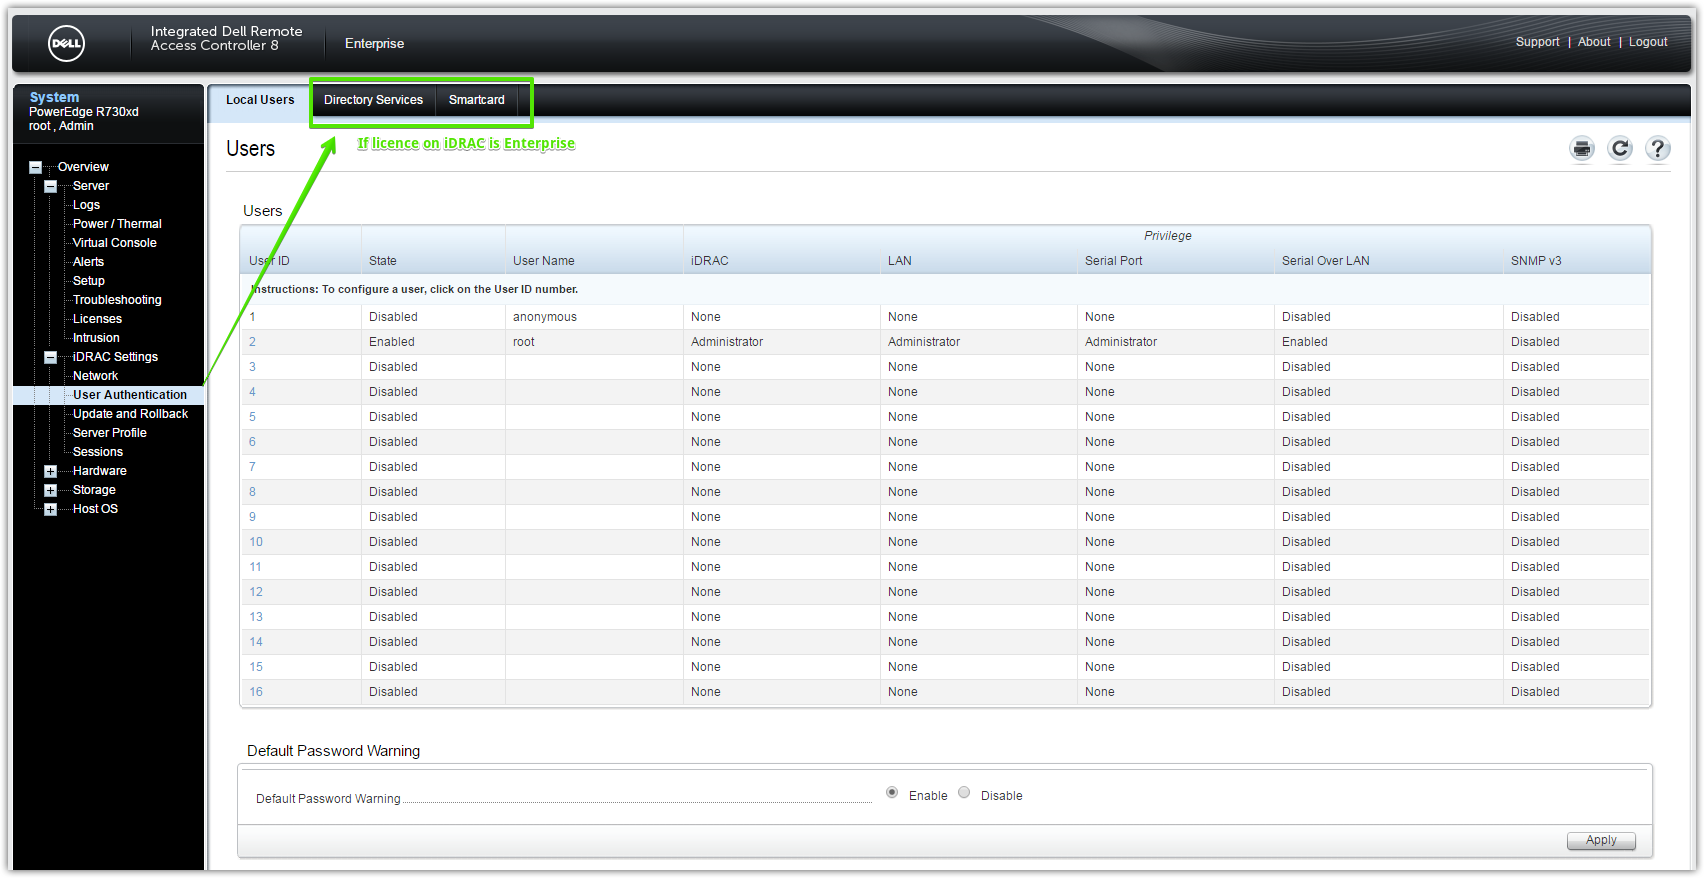 DELL
Integrated Dell Remote
Access Controller 8
Enterprise
Support | About | Logout
System
PowerEdge R730xd
root , Admin
Overview
Server
Logs
Power / Thermal
Virtual Console
Alerts
Setup
Troubleshooting
Licenses
Intrusion
iDRAC Settings
Network
User Authentication
Update and Rollback
Server Profile
Sessions
Hardware
Storage
Host OS
Local Users Directory Services Smartcard
If licence on iDRAC is Enterprise
Users
Users
Privilege
User ID State User Name iDRAC LAN Serial Port Serial Over LAN SNMP v3
Instructions: To configure a user, click on the User ID number.
1 Disabled anonymous None None None Disabled Disabled
2 Enabled root Administrator Administrator Administrator Enabled Disabled
3 Disabled None None None Disabled Disabled
4 Disabled None None None Disabled Disabled
5 Disabled None None None Disabled Disabled
6 Disabled None None None Disabled Disabled
7 Disabled None None None Disabled Disabled
8 Disabled None None None Disabled Disabled
9 Disabled None None None Disabled Disabled
10 Disabled None None None Disabled Disabled
11 Disabled None None None Disabled Disabled
12 Disabled None None None Disabled Disabled
13 Disabled None None None Disabled Disabled
14 Disabled None None None Disabled Disabled
15 Disabled None None None Disabled Disabled
16 Disabled None None None Disabled Disabled
Default Password Warning
Default Password Warning Enable Disable
Apply